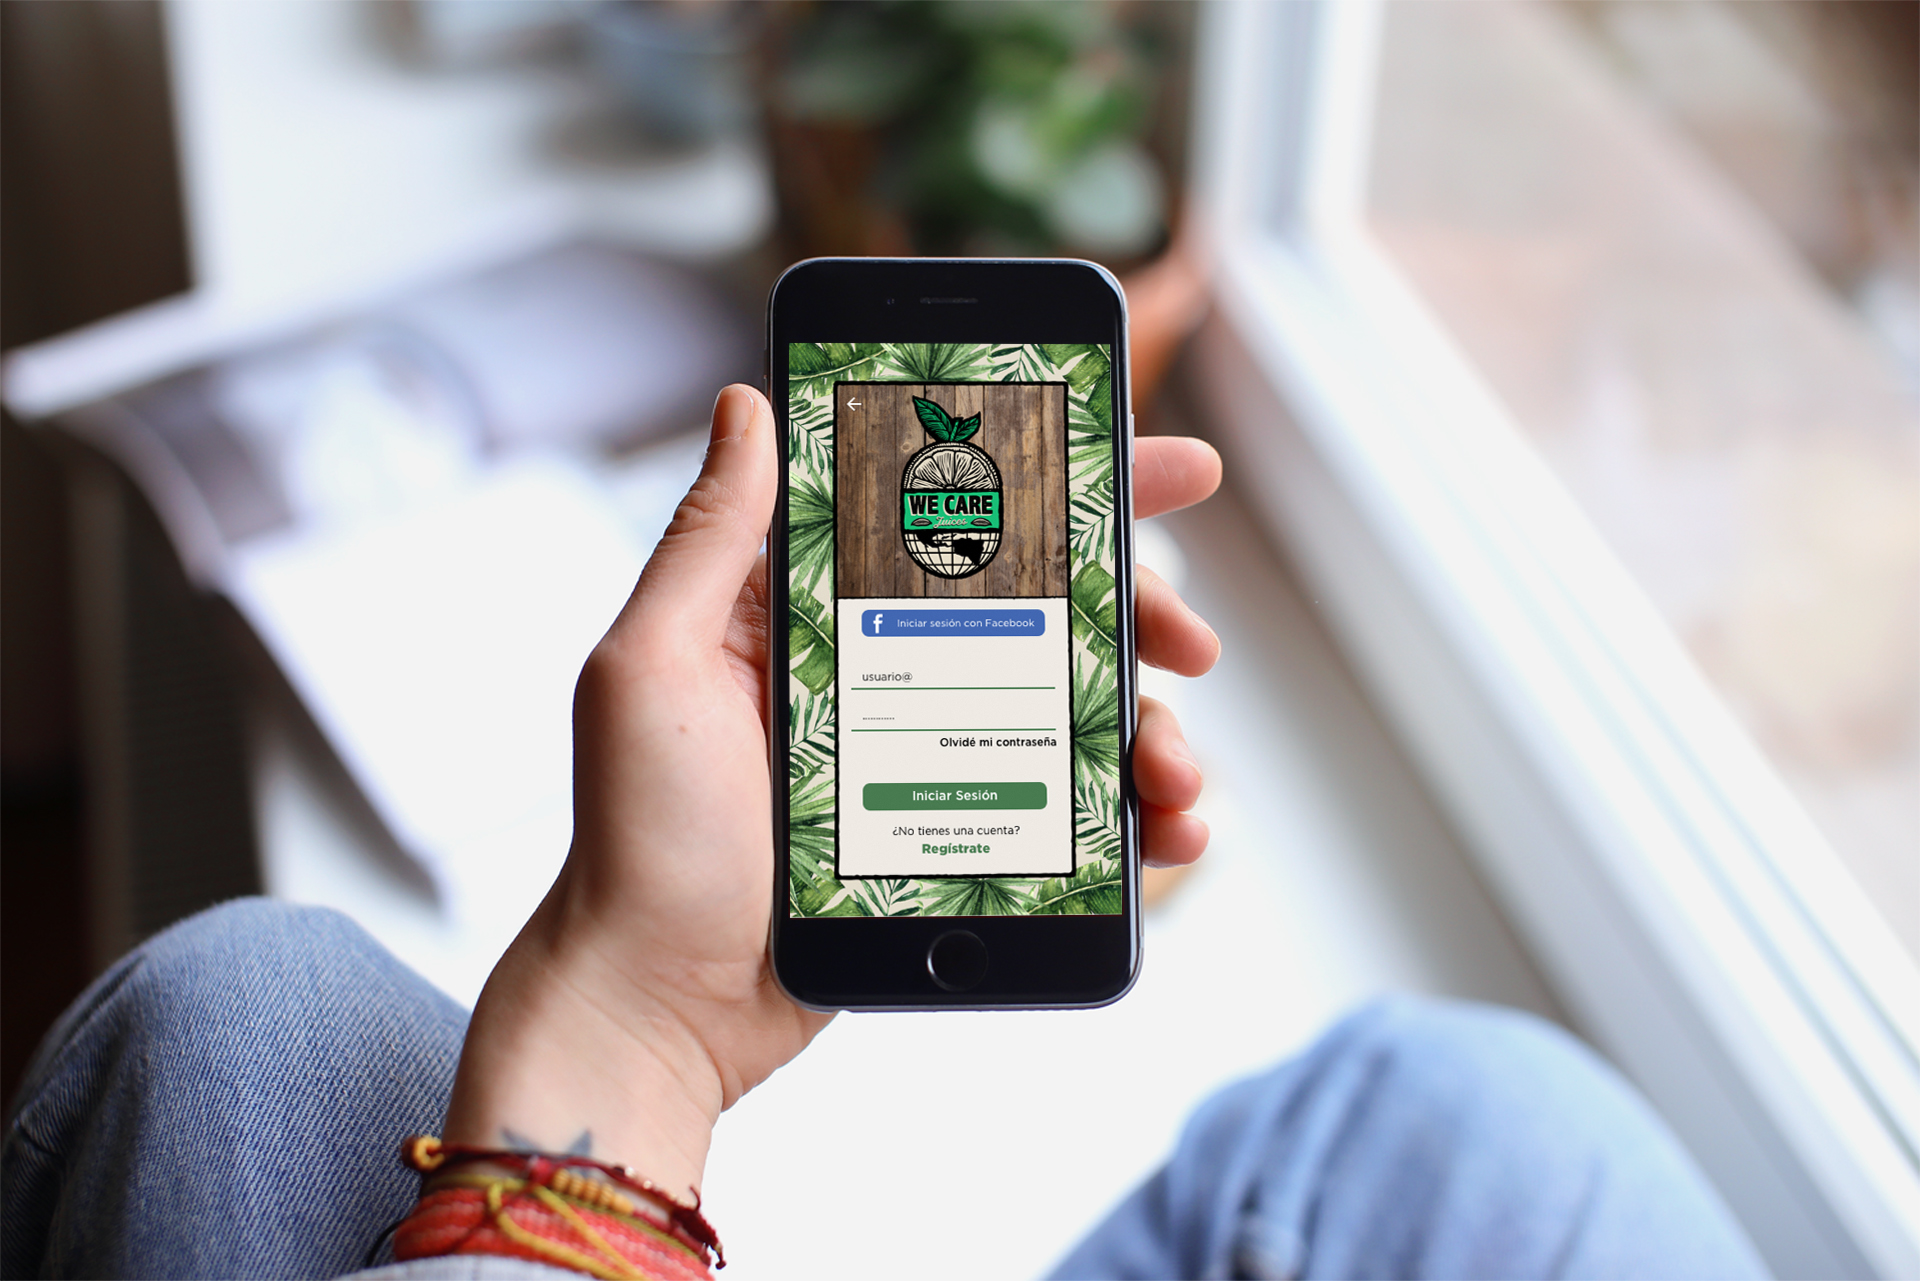 WE CARE
Juices
f Iniciar sesión con Facebook
usuario@
Olvidé mi contraseña
Iniciar Sesión
¿No tienes una cuenta?
Regístrate